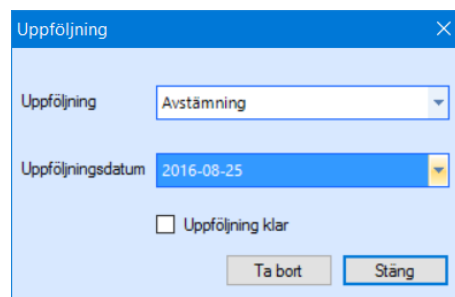 Uppföljning
Uppföljning Avstämning
Uppföljningsdatum 2016-08-25
Uppföljning klar
Ta bort Stäng